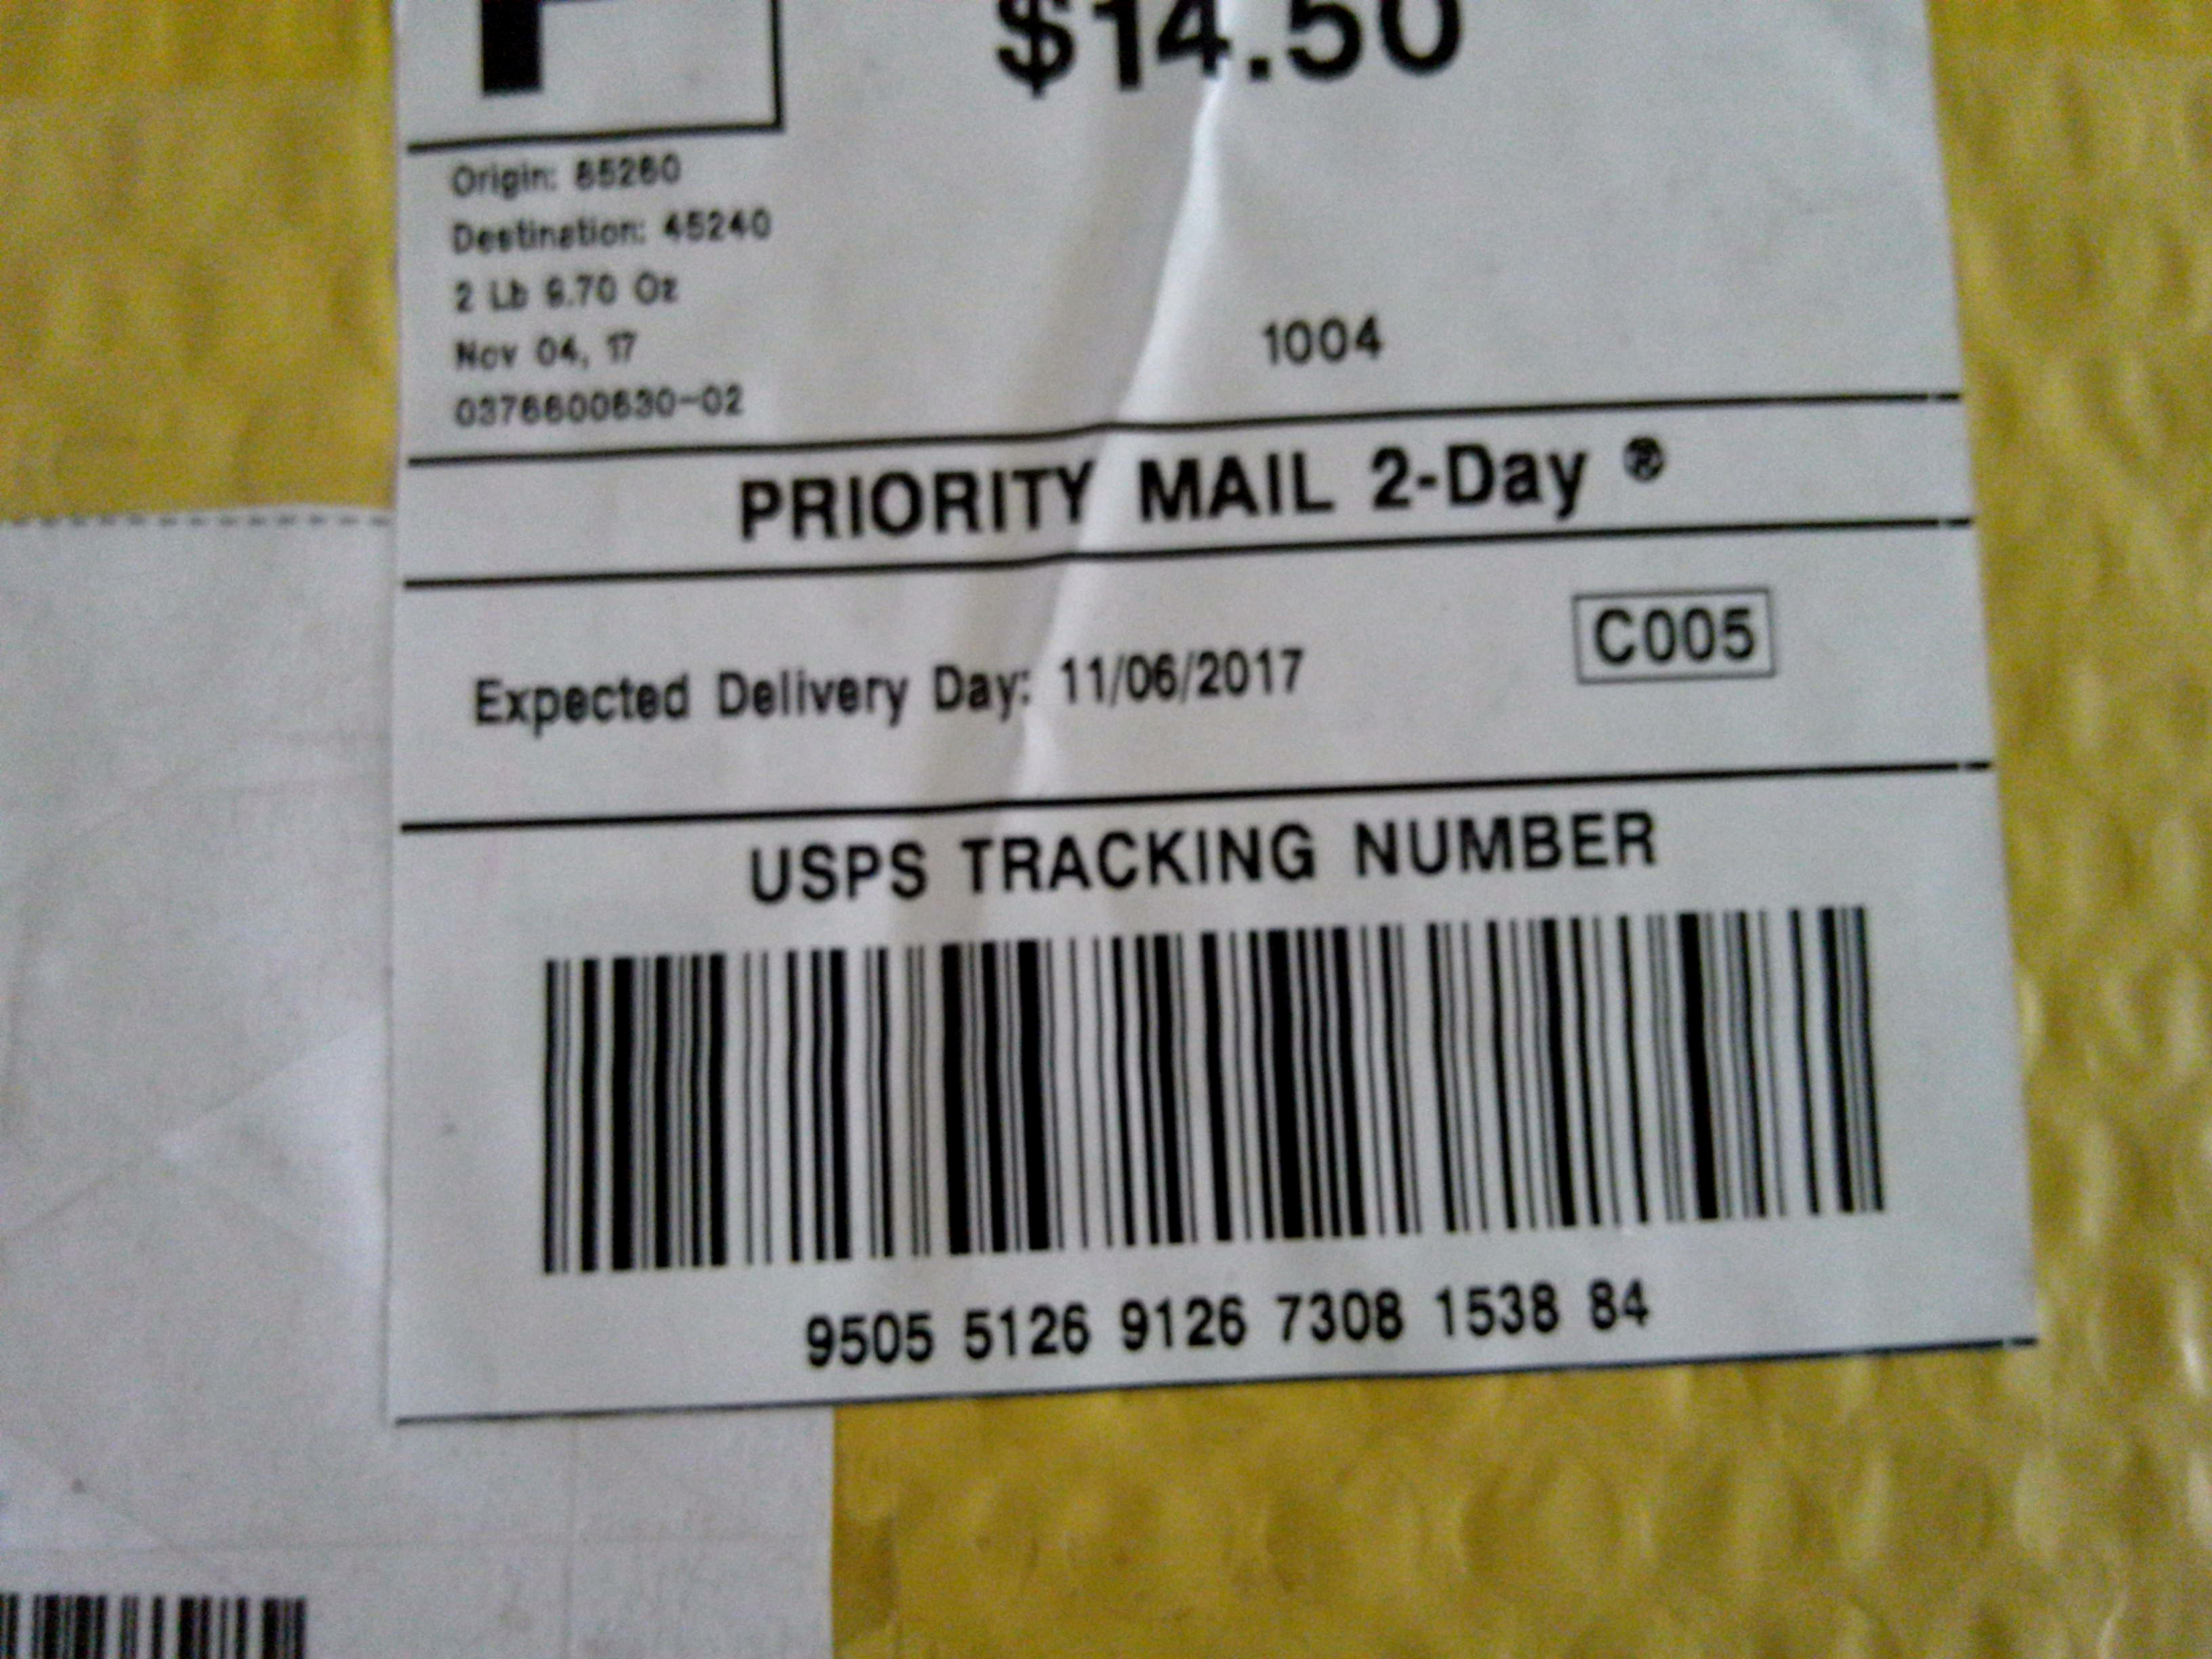 $14.50
Origin: 85260
Destination: 45240
2 Lb 9.70 Oz
Nov 04, 17
0376600630-02
1004
PRIORITY MAIL 2-Day ®
C005
Expected Delivery Day: 11/06/2017
USPS TRACKING NUMBER
9505 5126 9126 7308 1538 84